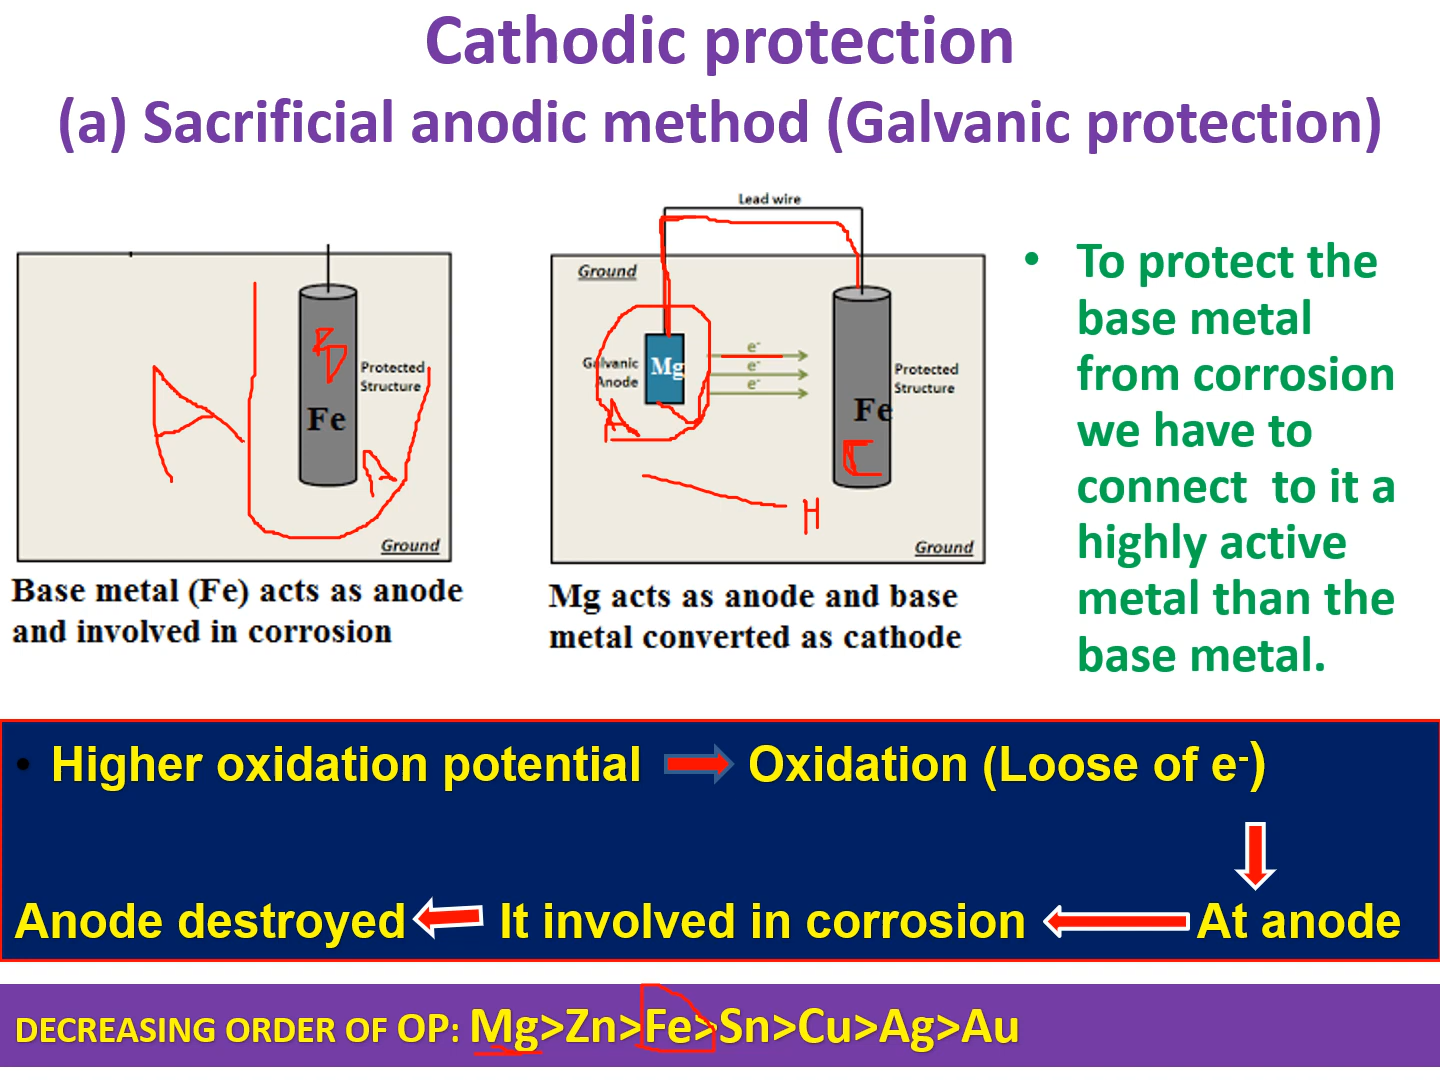 Cathodic protection
(a) Sacrificial anodic method (Galvanic protection)
Protected
Structure
Fe
Ground
Base metal (Fe) acts as anode
and involved in corrosion
Lead wire
Ground
Galvanic
Anode
Mg
e-
e-
e-
Protected
Structure
Fe
C
H
Ground
Mg acts as anode and base
metal converted as cathode
• To protect the
base metal
from corrosion
we have to
connect to it a
highly active
metal than the
base metal.
• Higher oxidation potential
Oxidation (Loose of e-)
At anode
It involved in corrosion
Anode destroyed
DECREASING ORDER OF OP: Mg>Zn>Fe>Sn>Cu>Ag>Au